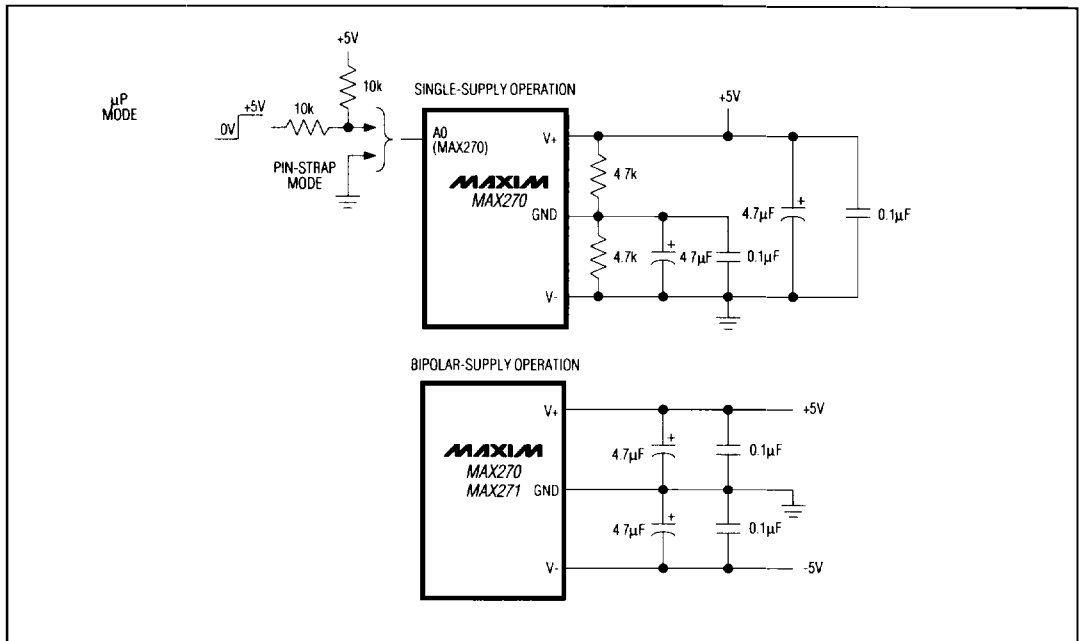 +5V
10k
µP
MODE
0V
+5V
10k
PIN-STRAP
MODE
SINGLE-SUPPLY OPERATION
A0
(MAX270)
MAXIM
MAX270
V+
GND
V-
+5V
4.7k
4.7k
+
4.7µF
0.1µF
+
4.7µF
0.1µF
BIPOLAR-SUPPLY OPERATION
MAXIM
MAX270
MAX271
V+
GND
V-
+
4.7µF
0.1µF
+5V
+
4.7µF
0.1µF
-5V